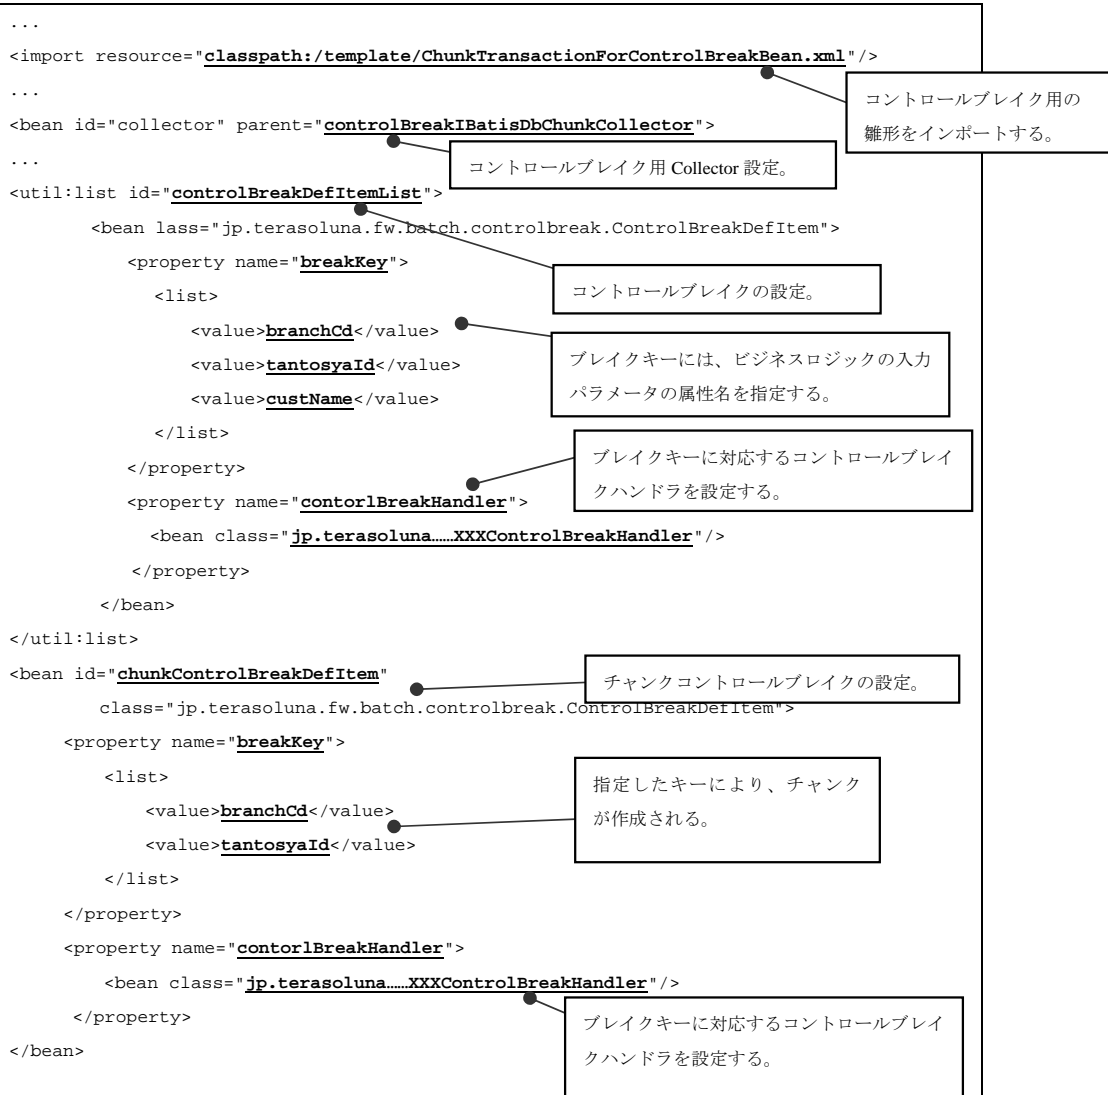 ...
<import resource="classpath:/template/ChunkTransactionForControlBreakBean.xml"/>
コントロールブレイク用の
雛形をインポートする。
...
<bean id="collector" parent="controlBreakIBatisDbChunkCollector">
コントロールブレイク用 Collector 設定。
...
<util:list id="controlBreakDefItemList">
<bean lass="jp.terasoluna.fw.batch.controlbreak.ControlBreakDefItem">
<property name="breakKey">
コントロールブレイクの設定。
<list>
<value>branchCd</value>
<value>tantosyaId</value>
<value>custName</value>
ブレイクキーには、ビジネスロジックの入力
パラメータの属性名を指定する。
</list>
</property>
ブレイクキーに対応するコントロールブレイ
クハンドラを設定する。
<property name="contorlBreakHandler">
<bean class="jp.terasoluna……XXXControlBreakHandler"/>
</property>
</bean>
</util:list>
<bean id="chunkControlBreakDefItem"
チャンクコントロールブレイクの設定。
class="jp.terasoluna.fw.batch.controlbreak.ControlBreakDefItem">
<property name="breakKey">
<list>
指定したキーにより、チャンク
が作成される。
<value>branchCd</value>
<value>tantosyaId</value>
</list>
</property>
<property name="contorlBreakHandler">
<bean class="jp.terasoluna……XXXControlBreakHandler"/>
</property>
ブレイクキーに対応するコントロールブレイ
クハンドラを設定する。
</bean>